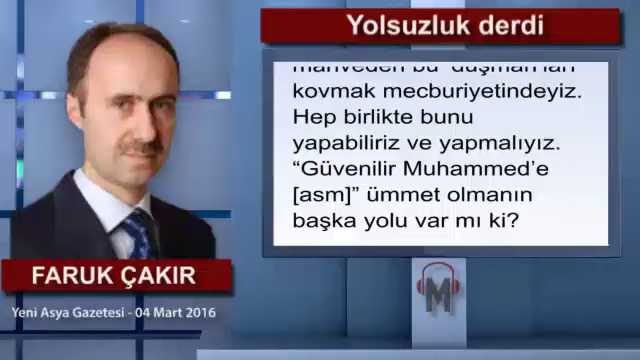 Yolsuzluk derdi
kovmak mecburiyetindeyiz.
Hep birlikte bunu
yapabiliriz ve yapmalıyız.
“Güvenilir Muhammed’e
[asm]” ümmet olmanın
başka yolu var mı ki?
FARUK ÇAKIR
Yeni Asya Gazetesi - 04 Mart 2016
M